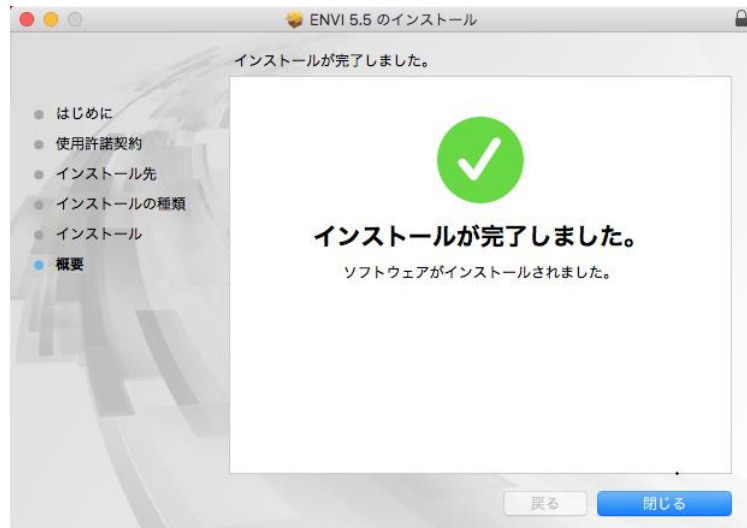 ENVI 5.5 のインストール
インストールが完了しました。
はじめに
使用許諾契約
インストール先
インストールの種類
インストール
概要
インストールが完了しました。
ソフトウェアがインストールされました。
戻る
閉じる